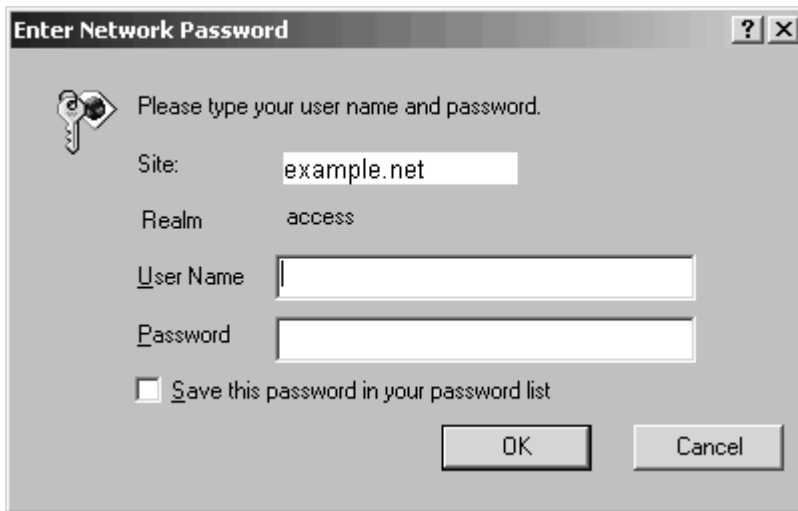 Enter Network Password
Please type your user name and password.
Site: example.net
Realm access
User Name
Password
Save this password in your password list
OK Cancel